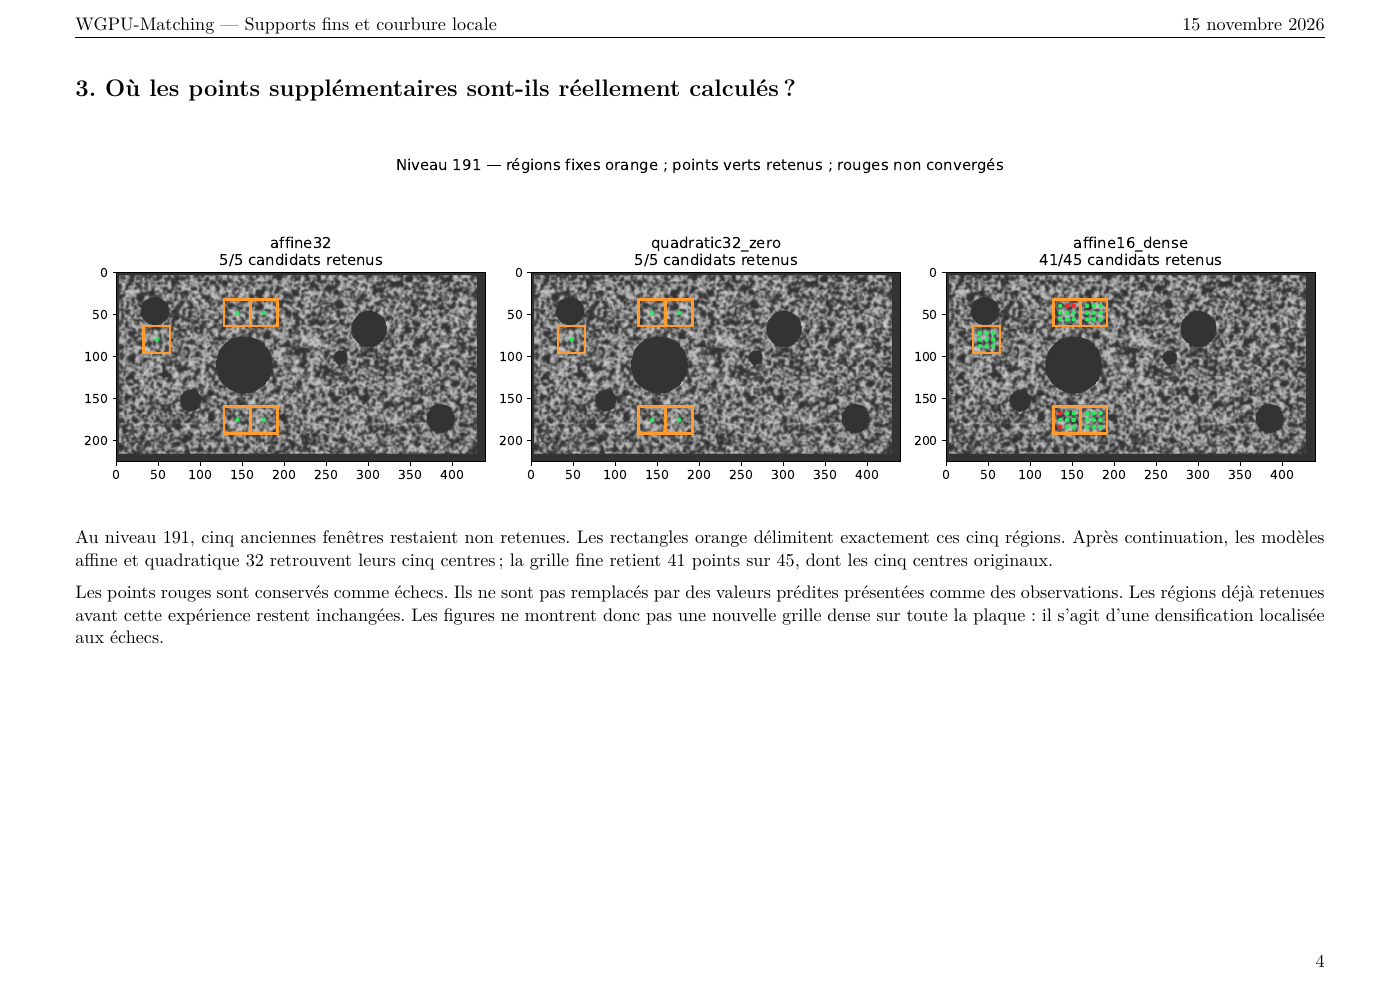 WGPU-Matching — Supports fins et courbure locale
15 novembre 2026
3. Où les points supplémentaires sont-ils réellement calculés ?
Niveau 191 — régions fixes orange ; points verts retenus ; rouges non convergés
affine32
5/5 candidats retenus
0
50
100
150
200
0 50 100 150 200 250 300 350 400
quadratic32_zero
5/5 candidats retenus
0
50
100
150
200
0 50 100 150 200 250 300 350 400
affine16_dense
41/45 candidats retenus
0
50
100
150
200
0 50 100 150 200 250 300 350 400
Au niveau 191, cinq anciennes fenêtres restaient non retenues. Les rectangles orange délimitent exactement ces cinq régions. Après continuation, les modèles
affine et quadratique 32 retrouvent leurs cinq centres ; la grille fine retient 41 points sur 45, dont les cinq centres originaux.
Les points rouges sont conservés comme échecs. Ils ne sont pas remplacés par des valeurs prédites présentées comme des observations. Les régions déjà retenues
avant cette expérience restent inchangées. Les figures ne montrent donc pas une nouvelle grille dense sur toute la plaque : il s'agit d'une densification localisée
aux échecs.
4